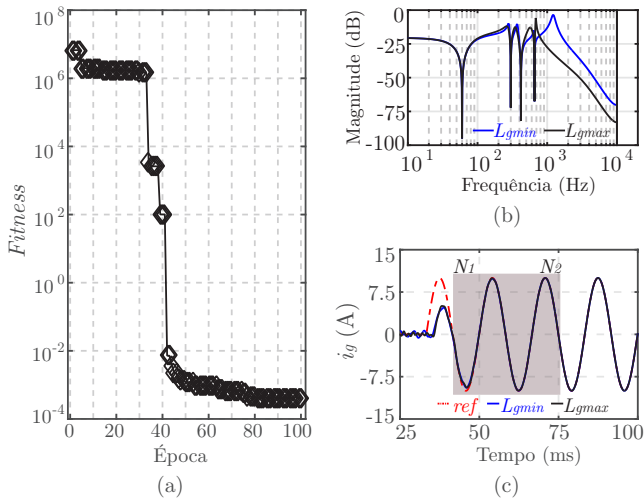 Fitness
10^8
10^6
10^4
10^2
10^0
10^-2
10^-4
0 20 40 60 80 100
Época
(a)
Magnitude (dB)
0
-25
-50
-75
-100
L_gmin L_gmax
10^1 10^2 10^3 10^4
Frequência (Hz)
(b)
i_g (A)
15
7.5
0
-7.5
-15
N_1 N_2
ref L_gmin L_gmax
25 50 75 100
Tempo (ms)
(c)